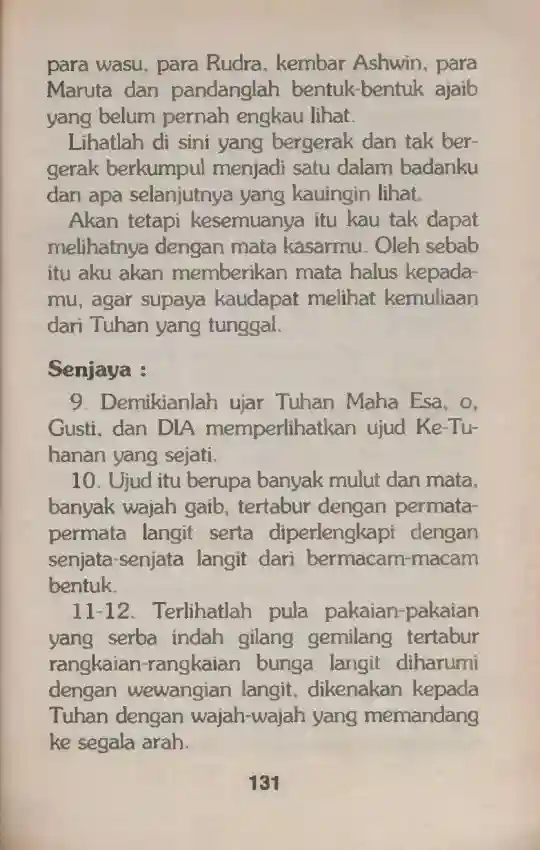 para wasu, para Rudra, kembar Ashwin, para
Maruta dan pandanglah bentuk-bentuk ajaib
yang belum pernah engkau lihat.
Lihatlah di sini yang bergerak dan tak ber-
gerak berkumpul menjadi satu dalam badanku
dan apa selanjutnya yang kauingin lihat.
Akan tetapi kesemuanya itu kau tak dapat
melihatnya dengan mata kasarmu. Oleh sebab
itu aku akan memberikan mata halus kepada-
mu, agar supaya kaudapat melihat kemuliaan
dari Tuhan yang tunggal.
Senjaya :
9. Demikianlah ujar Tuhan Maha Esa, o,
Gusti, dan DIA memperlihatkan ujud Ke-Tu-
hanan yang sejati.
10. Ujud itu berupa banyak mulut dan mata,
banyak wajah gaib, tertabur dengan permata-
permata langit serta diperlengkapi dengan
senjata-senjata langit dari bermacam-macam
bentuk.
11-12. Terlihatlah pula pakaian-pakaian
yang serba indah gilang gemilang tertabur
rangkaian-rangkaian bunga langit diharumi
dengan wewangian langit, dikenakan kepada
Tuhan dengan wajah-wajah yang memandang
ke segala arah.
131